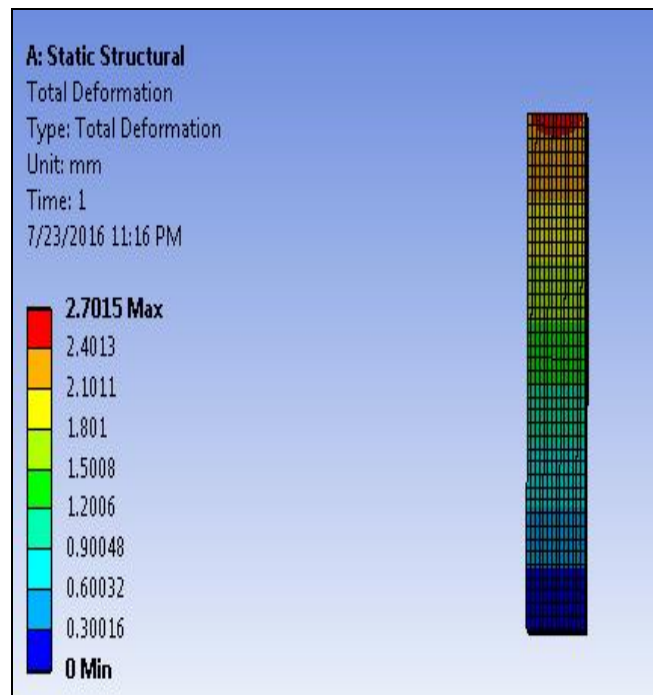 A: Static Structural
Total Deformation
Type: Total Deformation
Unit: mm
Time: 1
7/23/2016 11:16 PM
2.7015 Max
2.4013
2.1011
1.801
1.5008
1.2006
0.90048
0.60032
0.30016
0 Min